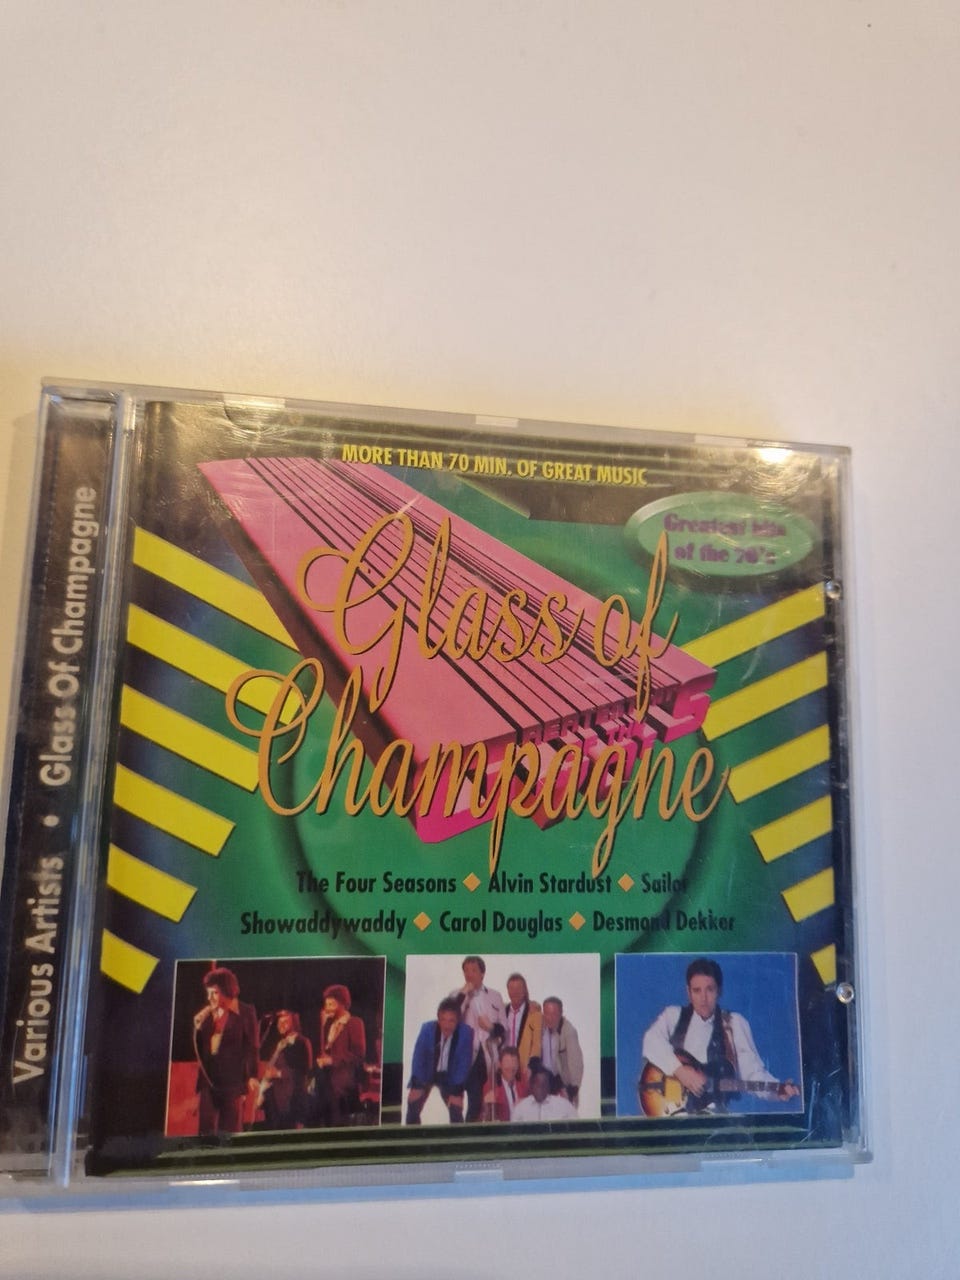 MORE THAN 70 MIN. OF GREAT MUSIC
Greatest hits
of the 70's
Glass of
Champagne
The Four Seasons ◆ Alvin Stardust ◆ Sailor
Showaddywaddy ◆ Carol Douglas ◆ Desmond Dekker
Various Artists • Glass Of Champagne